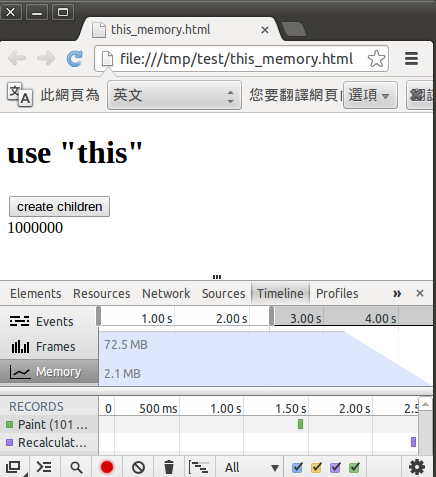 this_memory.html
file:///tmp/test/this_memory.html
此網頁為 英文 您要翻譯網頁 選項
use "this"
create children
1000000
Elements Resources Network Sources Timeline Profiles »
Events
Frames
Memory
1.00 s 2.00 s 3.00 s 4.00 s
72.5 MB
2.1 MB
RECORDS
0 500 ms 1.00 s 1.50 s 2.00 s 2.5
Paint (101 ...
Recalculat...
All